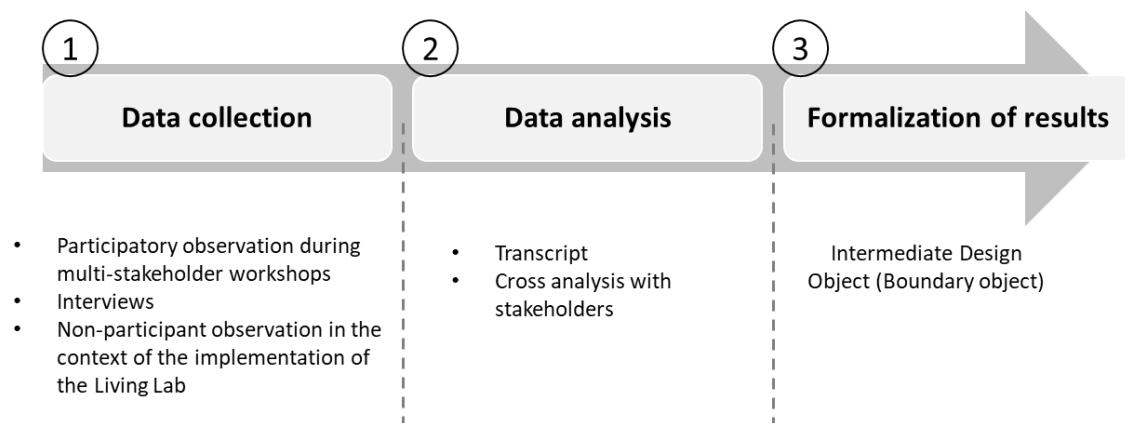 1
Data collection
• Participatory observation during
multi-stakeholder workshops
• Interviews
• Non-participant observation in the
context of the implementation of
the Living Lab
2
Data analysis
• Transcript
• Cross analysis with
stakeholders
3
Formalization of results
Intermediate Design
Object (Boundary object)